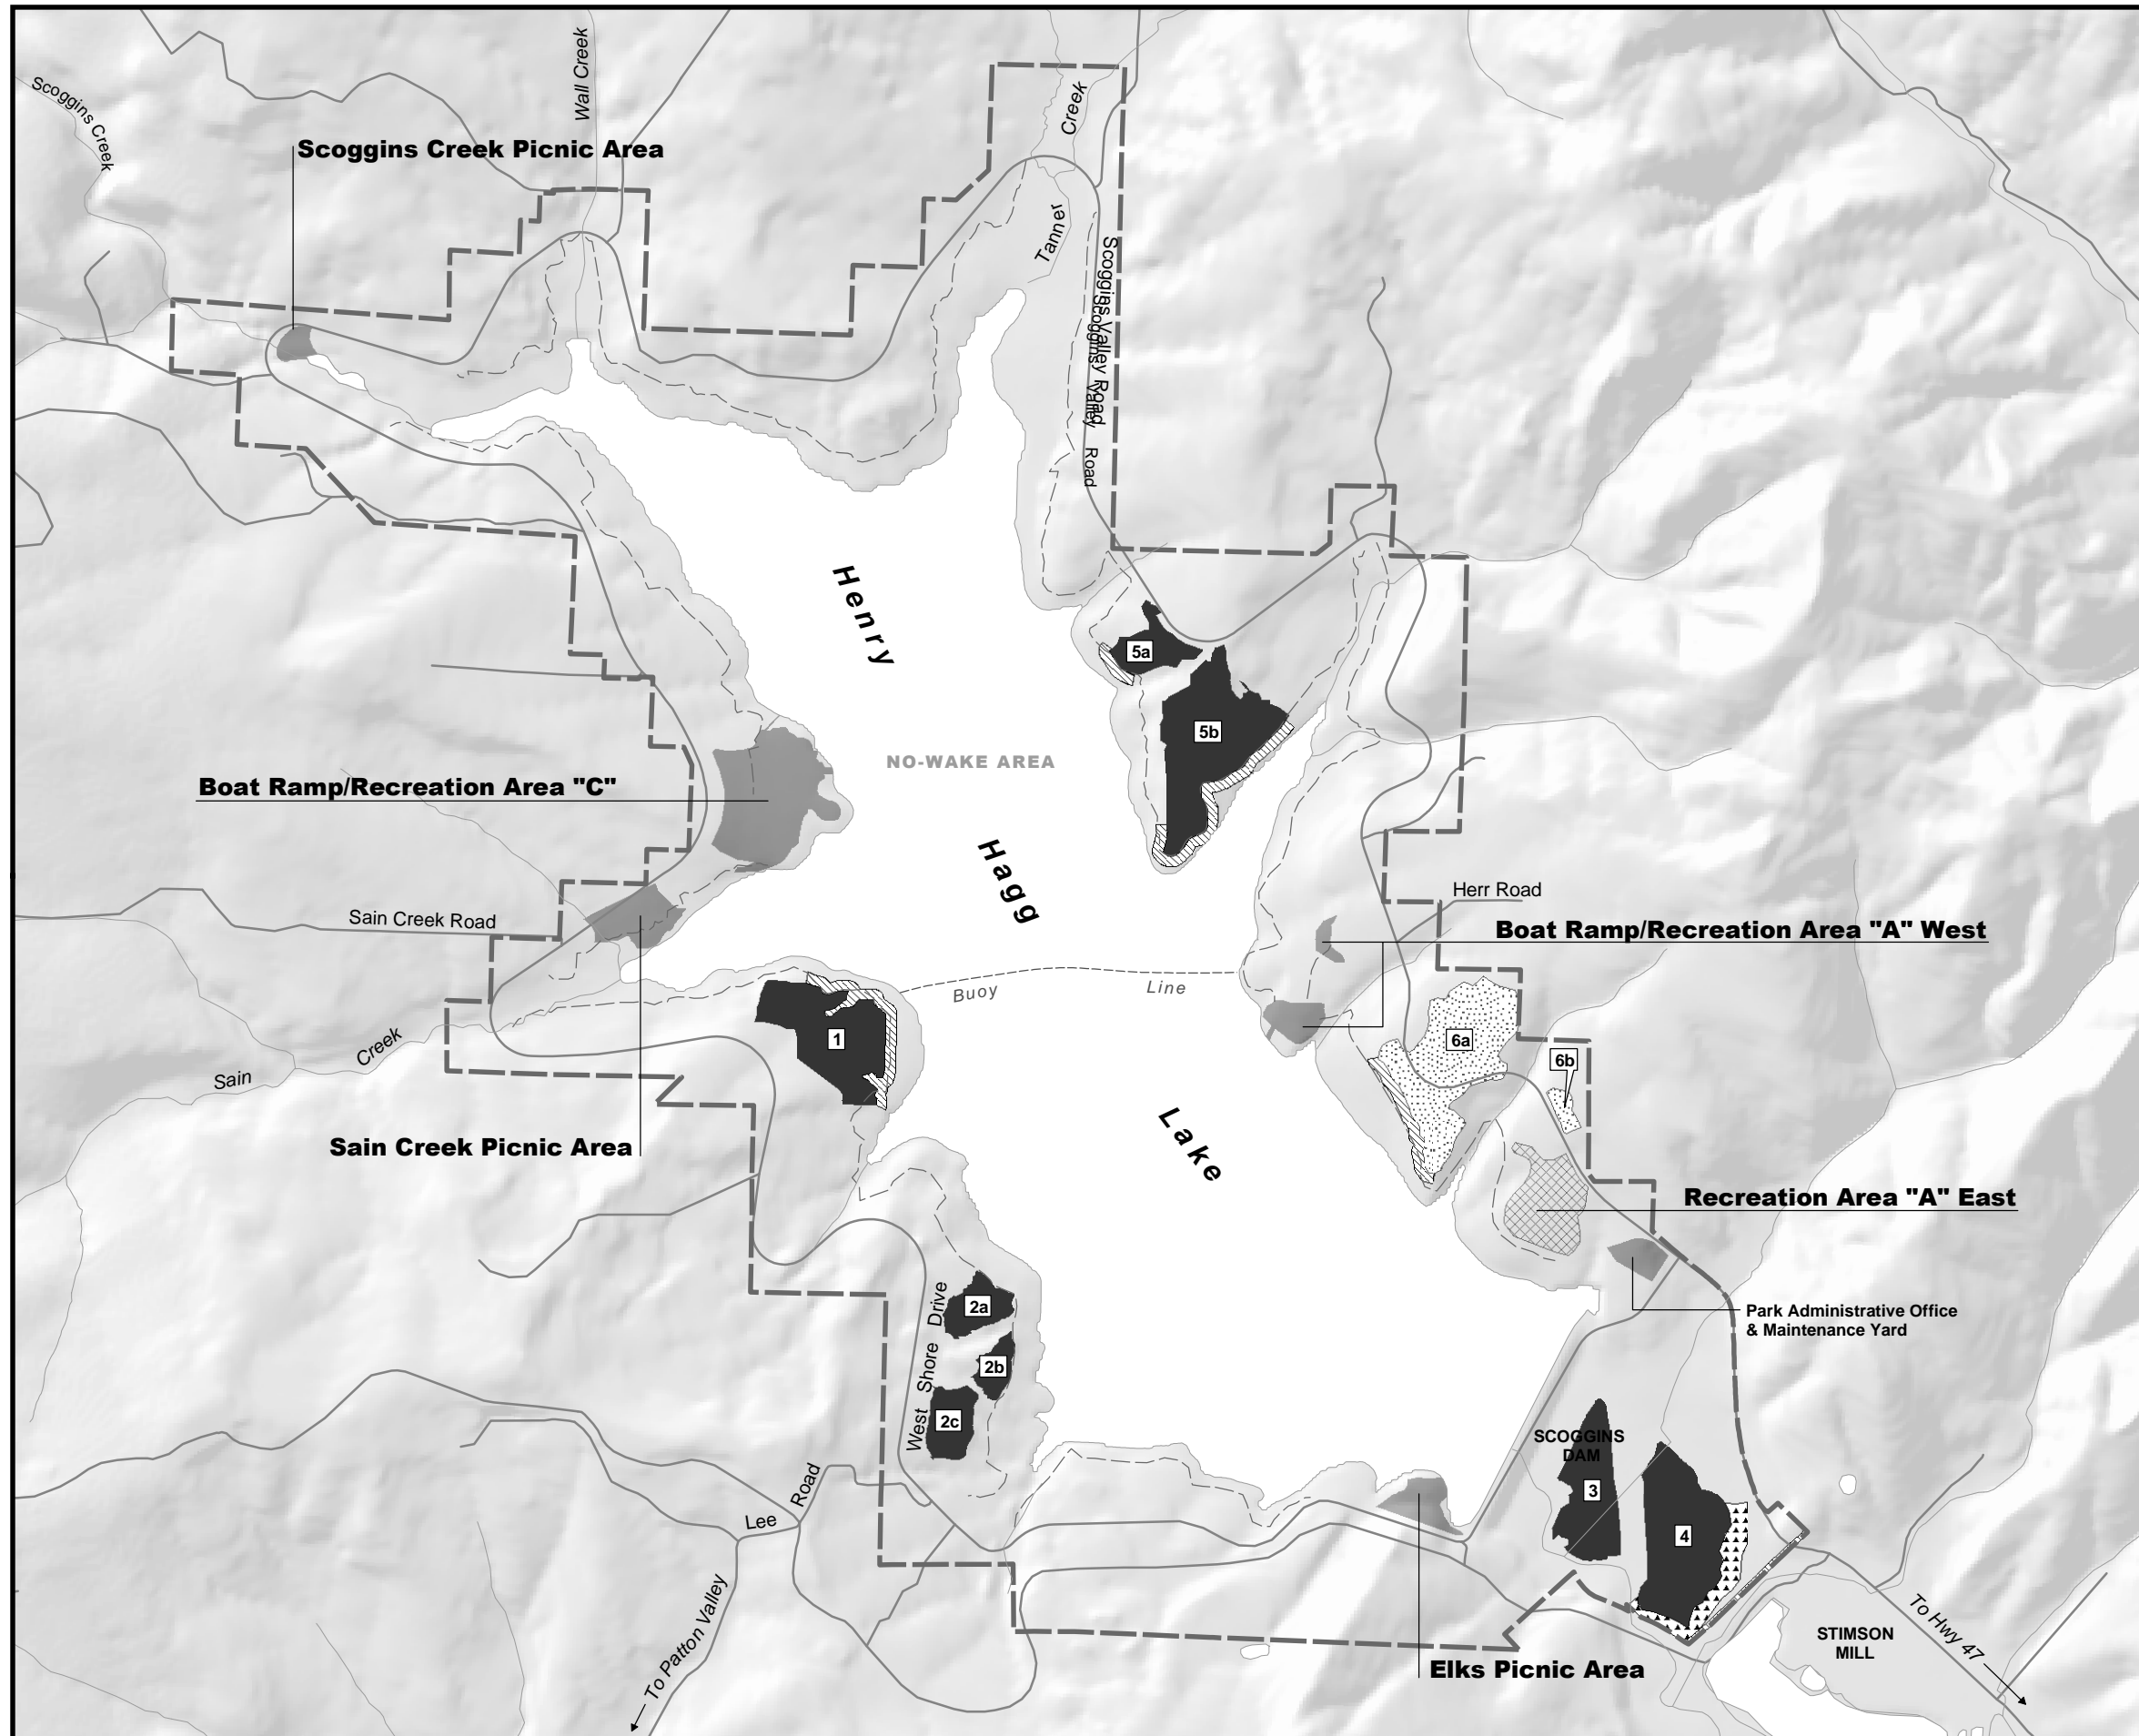 Scoggins Creek
Wall Creek
Creek
Tanner
Scoggins Creek Picnic Area
Scoggins Valley Road
Scoggins Valley Road
Henry
5a
5b
NO-WAKE AREA
Boat Ramp/Recreation Area "C"
Hagg
Herr Road
Sain Creek Road
Boat Ramp/Recreation Area "A" West
Buoy Line
1
6a
6b
Sain Creek
Lake
Sain Creek Picnic Area
Recreation Area "A" East
2a
Park Administrative Office
& Maintenance Yard
2b
West Shore Drive
2c
SCOGGINS
DAM
3
4
Lee Road
To Patton Valley
To Hwy 47
STIMSON
MILL
Elks Picnic Area